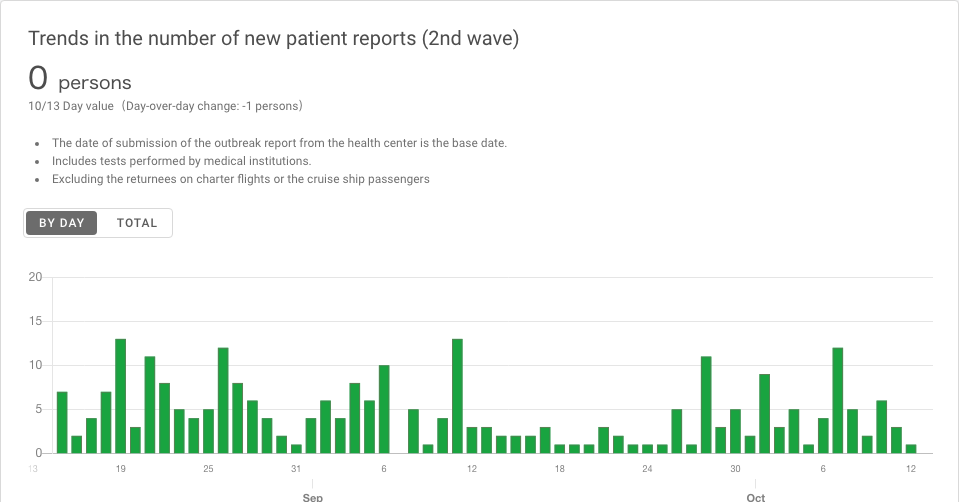 Trends in the number of new patient reports (2nd wave)
0 persons
10/13 Day value（Day-over-day change: -1 persons）
The date of submission of the outbreak report from the health center is the base date.
Includes tests performed by medical institutions.
Excluding the returnees on charter flights or the cruise ship passengers
BY DAY TOTAL
20
15
10
5
0
13 19 25 31 6 12 18 24 30 6 12
Sep Oct